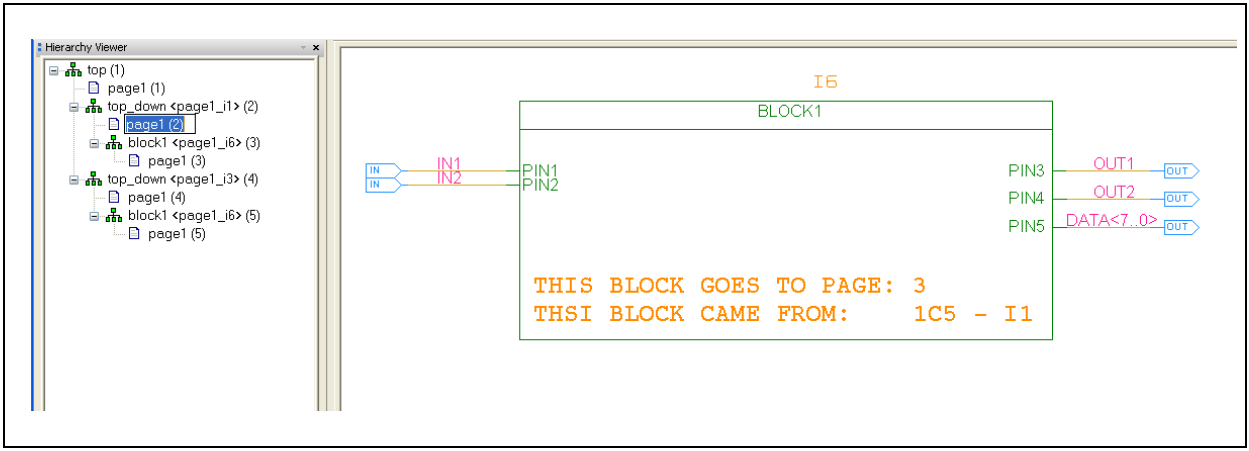 Hierarchy Viewer
top (1)
page1 (1)
top_down <page1_i1> (2)
page1 (2)
block1 <page1_i6> (3)
page1 (3)
top_down <page1_i3> (4)
page1 (4)
block1 <page1_i6> (5)
page1 (5)
I6
BLOCK1
IN IN1 PIN1
IN IN2 PIN2
PIN3 OUT1 OUT
PIN4 OUT2 OUT
PIN5 DATA<7..0> OUT
THIS BLOCK GOES TO PAGE: 3
THSI BLOCK CAME FROM: 1C5 - I1